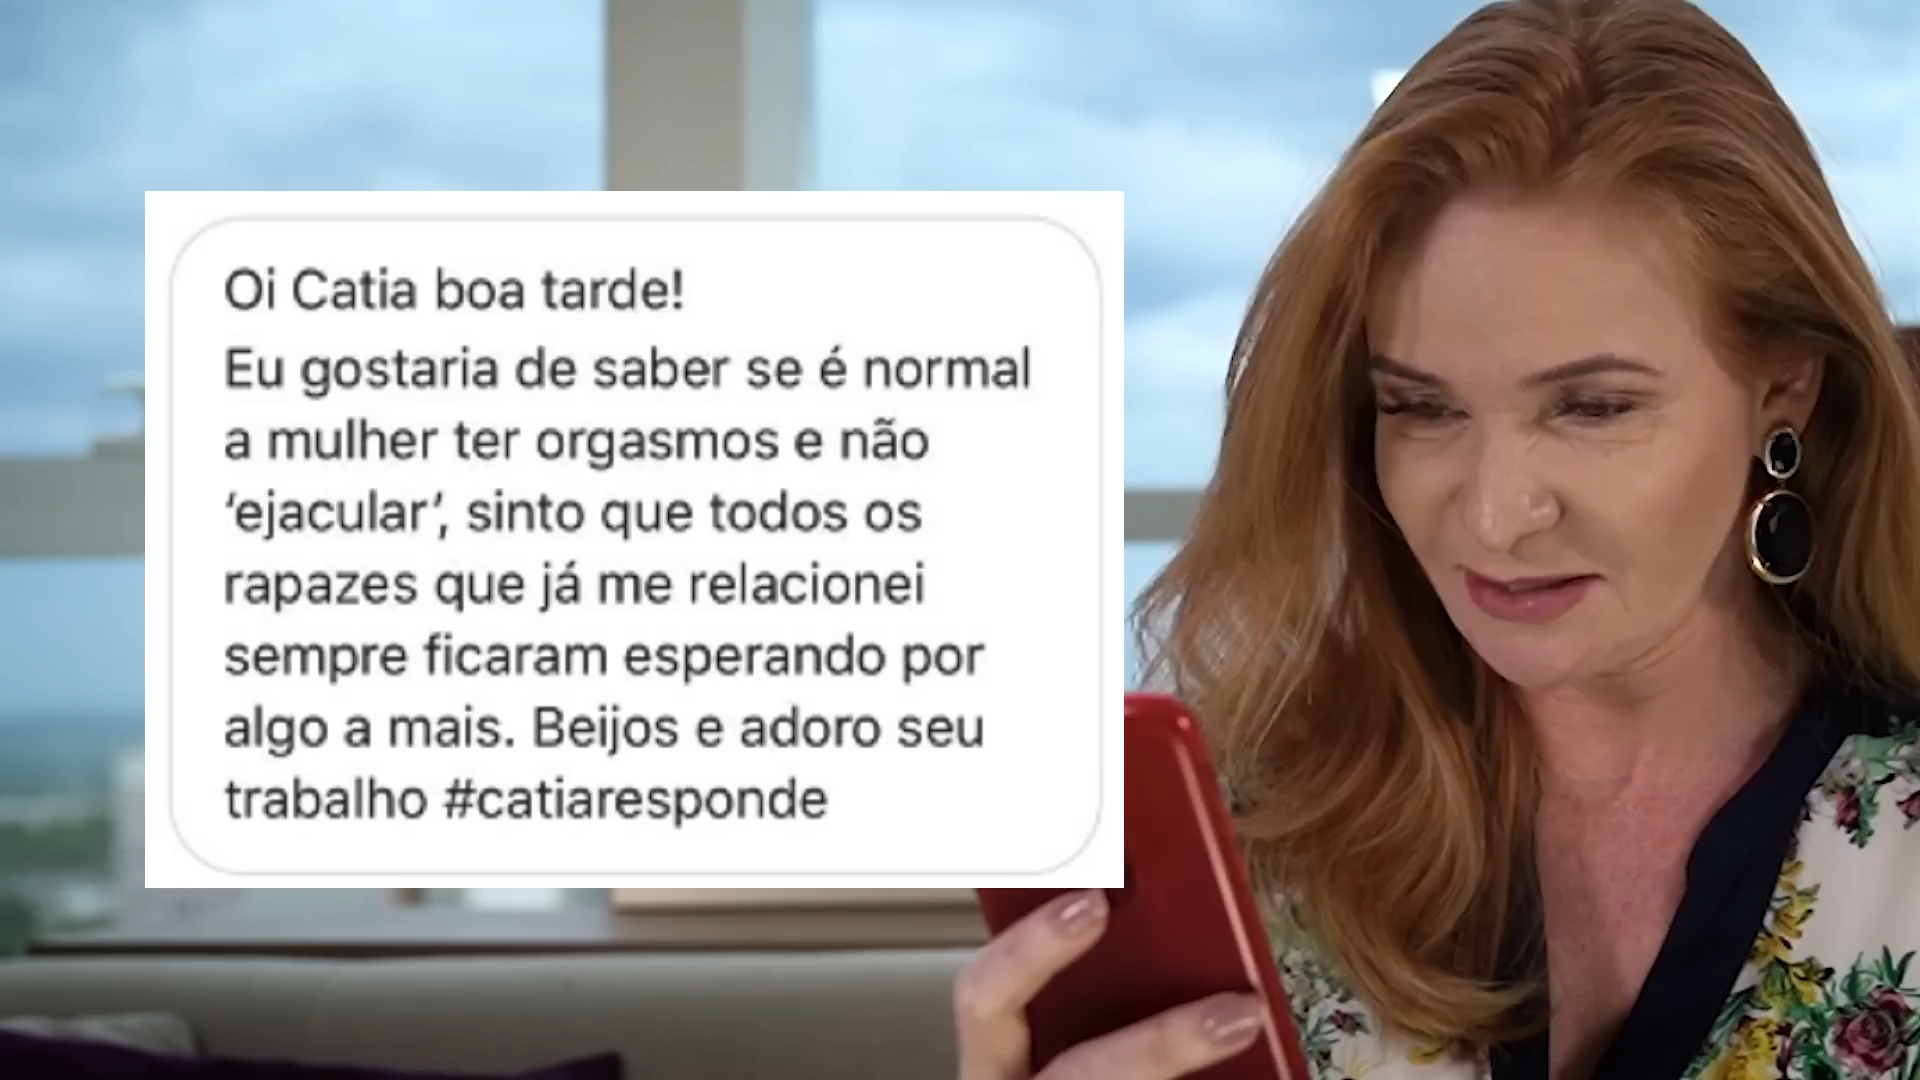 Oi Catia boa tarde!
Eu gostaria de saber se é normal
a mulher ter orgasmos e não
‘ejacular‘, sinto que todos os
rapazes que já me relacionei
sempre ficaram esperando por
algo a mais. Beijos e adoro seu
trabalho #catiaresponde